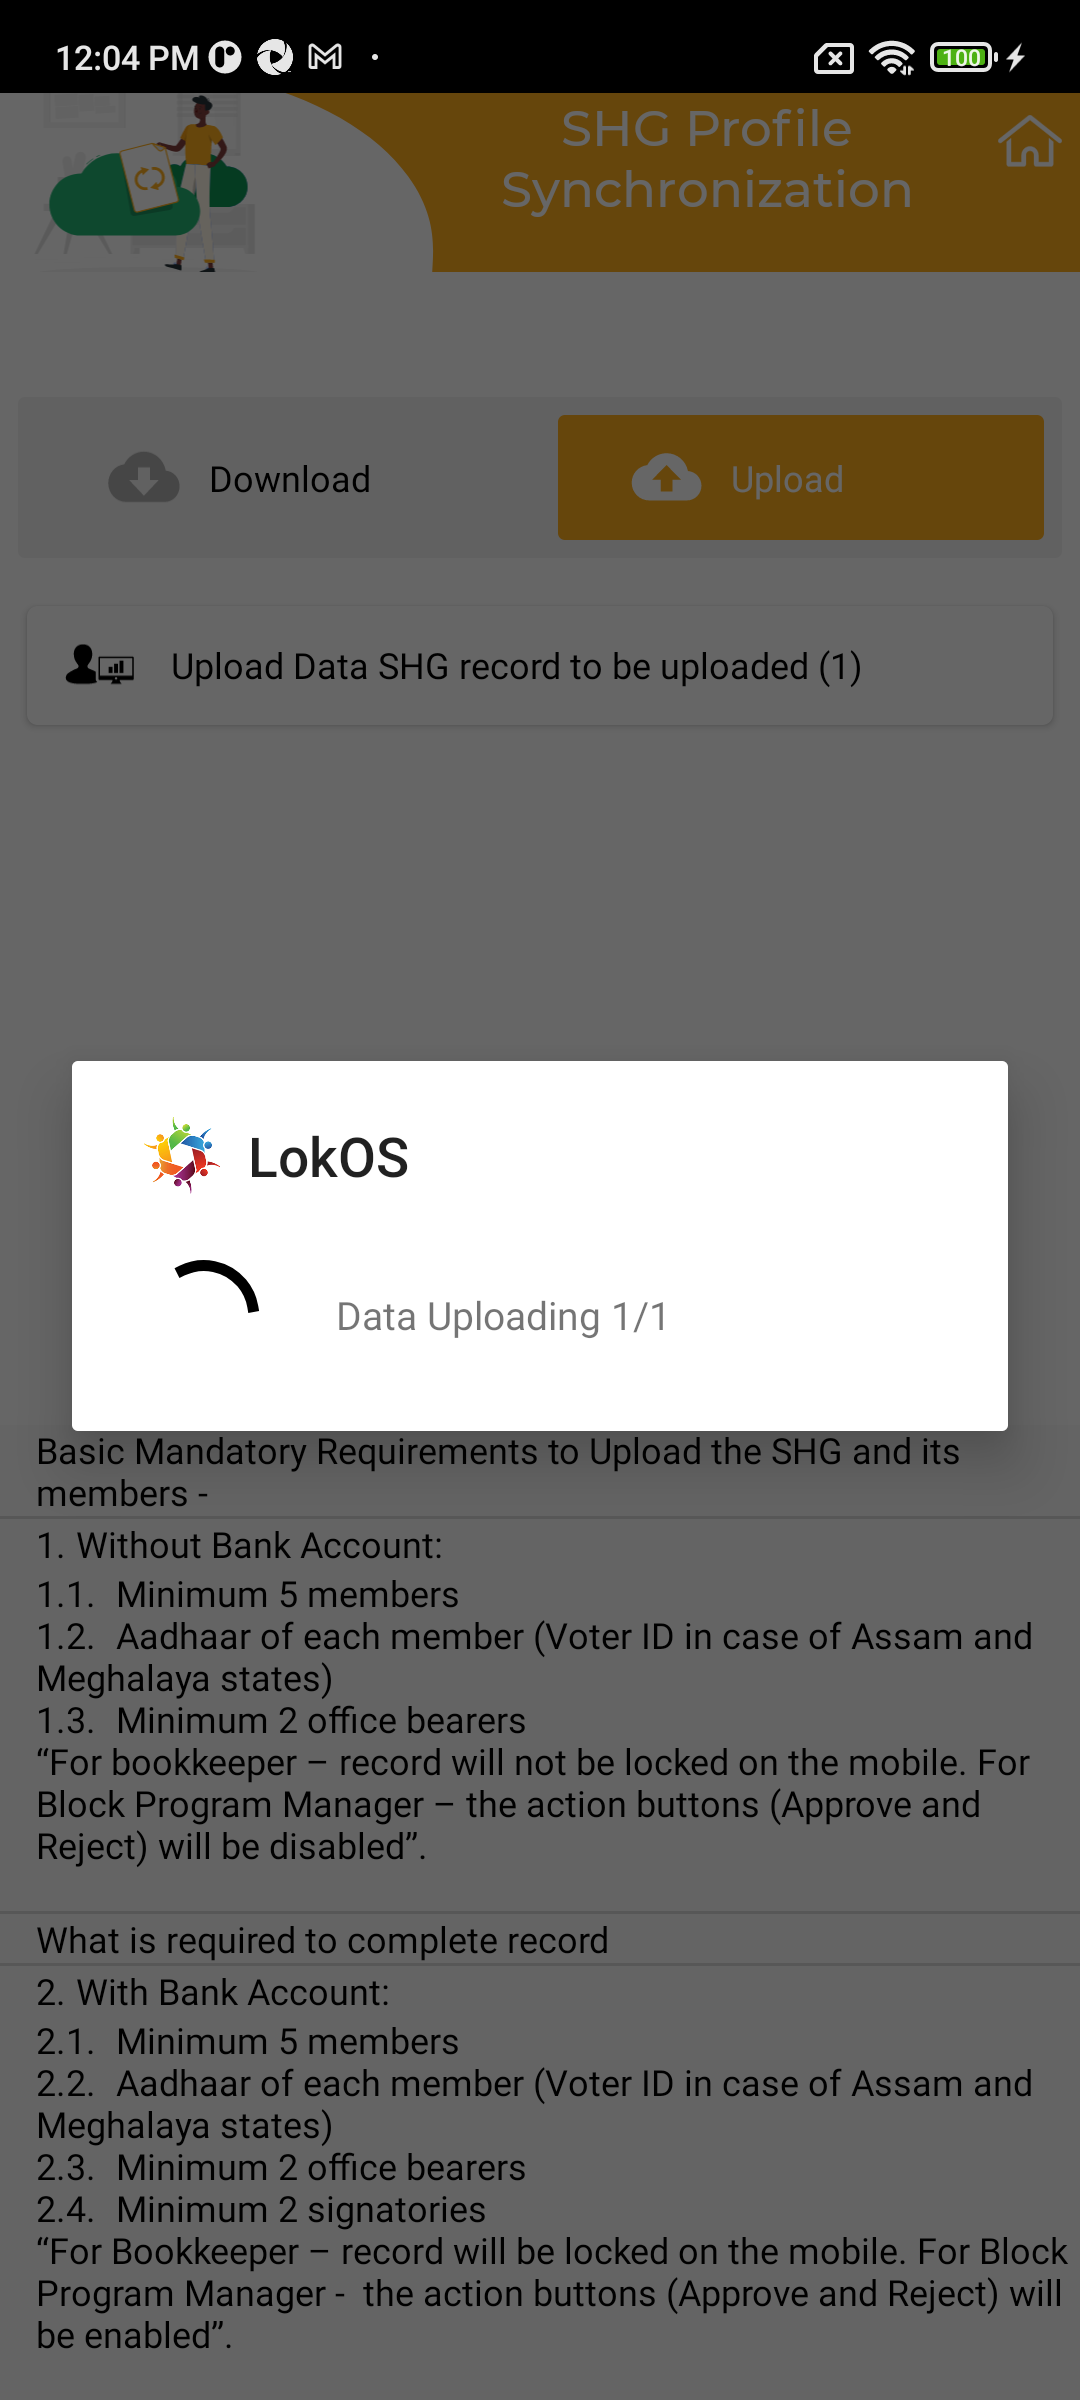 12:04 PM
100
SHG Profile
Synchronization
Download
Upload
Upload Data SHG record to be uploaded (1)
LokOS
Data Uploading 1/1
Basic Mandatory Requirements to Upload the SHG and its
members -
1. Without Bank Account:
1.1. Minimum 5 members
1.2. Aadhaar of each member (Voter ID in case of Assam and
Meghalaya states)
1.3. Minimum 2 office bearers
“For bookkeeper – record will not be locked on the mobile. For
Block Program Manager – the action buttons (Approve and
Reject) will be disabled”.
What is required to complete record
2. With Bank Account:
2.1. Minimum 5 members
2.2. Aadhaar of each member (Voter ID in case of Assam and
Meghalaya states)
2.3. Minimum 2 office bearers
2.4. Minimum 2 signatories
“For Bookkeeper – record will be locked on the mobile. For Block
Program Manager - the action buttons (Approve and Reject) will
be enabled”.